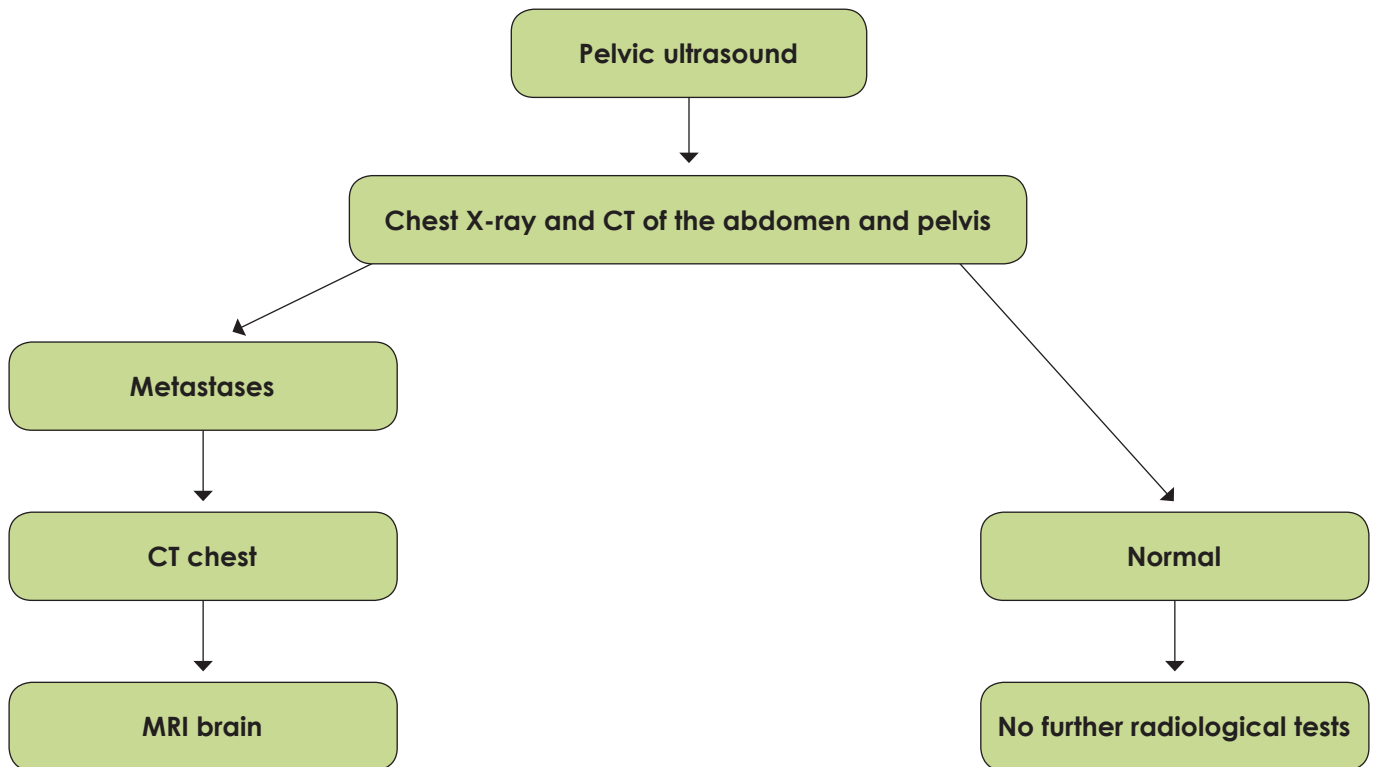 Pelvic ultrasound
Chest X-ray and CT of the abdomen and pelvis
Metastases
CT chest
Normal
MRI brain
No further radiological tests